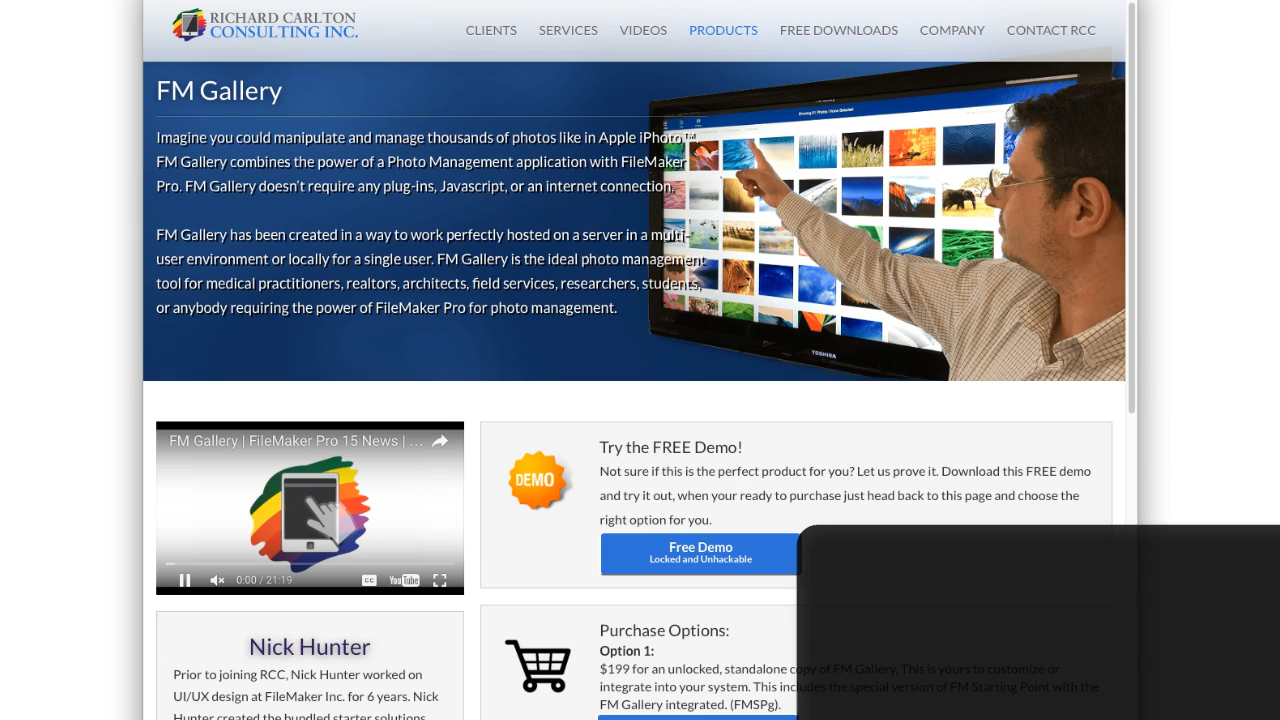 RICHARD CARLTON
CONSULTING INC.
CLIENTS SERVICES VIDEOS PRODUCTS FREE DOWNLOADS COMPANY CONTACT RCC
FM Gallery
Imagine you could manipulate and manage thousands of photos like in Apple iPhoto™.
FM Gallery combines the power of a Photo Management application with FileMaker
Pro. FM Gallery doesn't require any plug-ins, Javascript, or an internet connection.
FM Gallery has been created in a way to work perfectly hosted on a server in a multi-
user environment or locally for a single user. FM Gallery is the ideal photo management
tool for medical practitioners, realtors, architects, field services, researchers, students,
or anybody requiring the power of FileMaker Pro for photo management.
TOSHIBA
FM Gallery | FileMaker Pro 15 News | ...
0:00 / 21:19
CC
YouTube
Nick Hunter
Prior to joining RCC, Nick Hunter worked on
UI/UX design at FileMaker Inc. for 6 years. Nick
Hunter created the bundled starter solutions
DEMO
Try the FREE Demo!
Not sure if this is the perfect product for you? Let us prove it. Download this FREE demo
and try it out, when your ready to purchase just head back to this page and choose the
right option for you.
Free Demo
Locked and Unhackable
Purchase Options:
Option 1:
$199 for an unlocked, standalone copy of FM Gallery. This is yours to customize or
integrate into your system. This includes the special version of FM Starting Point with the
FM Gallery integrated. (FMSPg).